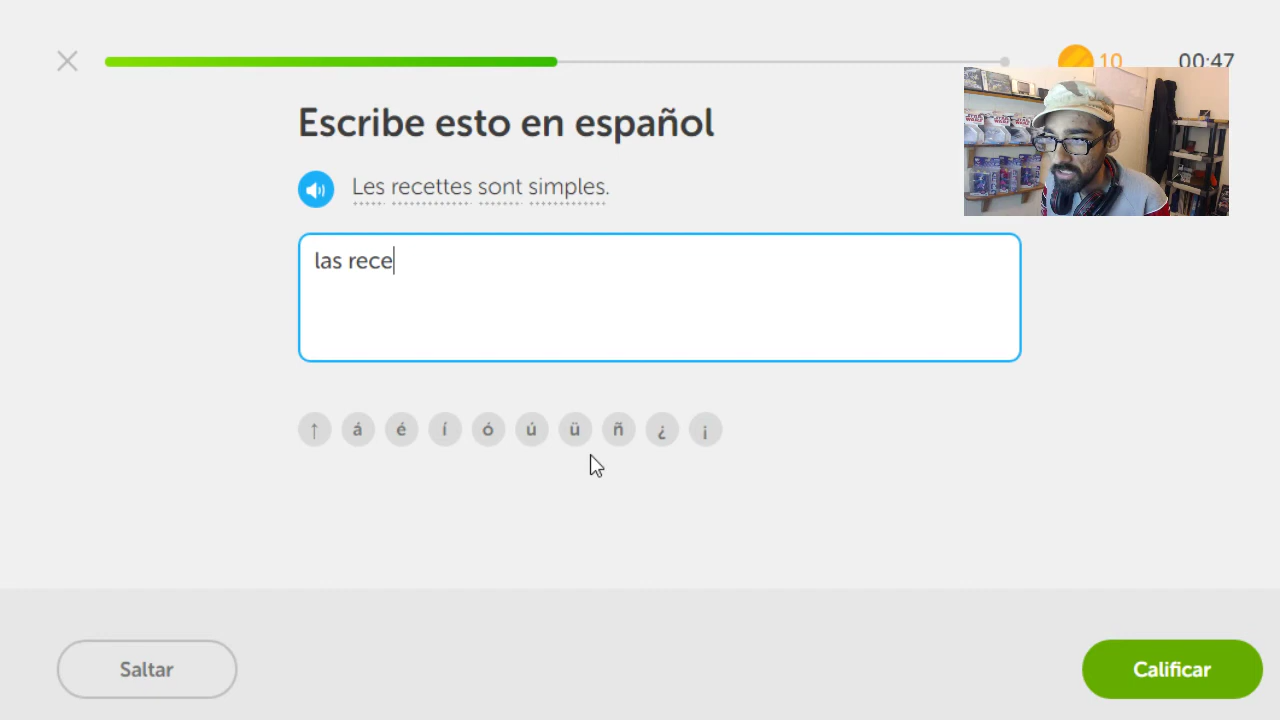 10
00:47
Escribe esto en español
Les recettes sont simples.
las rece
↑ á é í ó ú ü ñ ¿ ¡
Saltar
Calificar